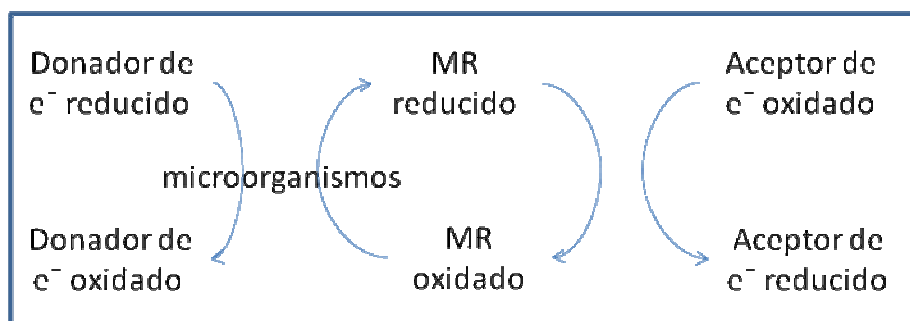 Donador de
e⁻ reducido
MR
reducido
Aceptor de
e⁻ oxidado
microorganismos
Donador de
e⁻ oxidado
MR
oxidado
Aceptor de
e⁻ reducido